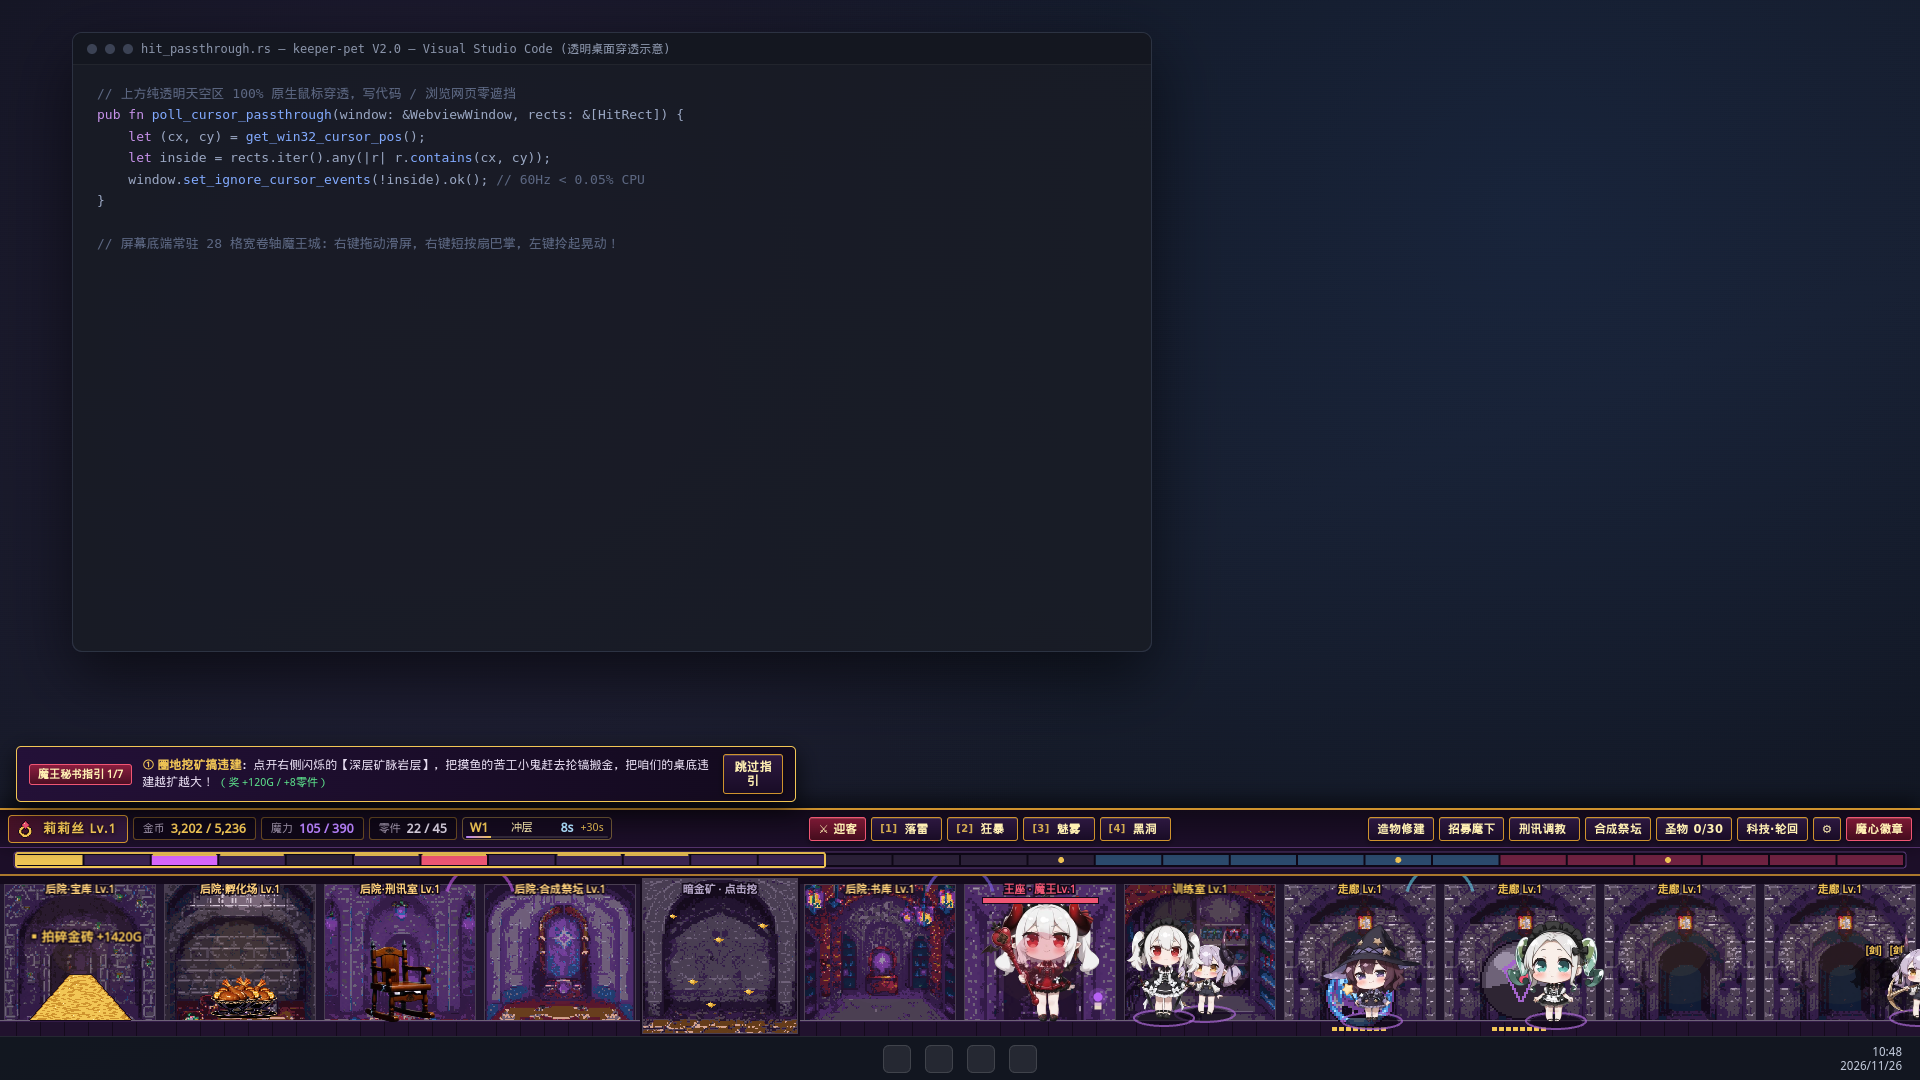 hit_passthrough.rs — keeper-pet V2.0 — Visual Studio Code (透明桌面穿透示意)
// 上方纯透明天空区 100% 原生鼠标穿透，写代码 / 浏览网页零遮挡
pub fn poll_cursor_passthrough(window: &WebviewWindow, rects: &[HitRect]) {
    let (cx, cy) = get_win32_cursor_pos();
    let inside = rects.iter().any(|r| r.contains(cx, cy));
    window.set_ignore_cursor_events(!inside).ok(); // 60Hz < 0.05% CPU
}
// 屏幕底端常驻 28 格宽卷轴魔王城：右键拖动滑屏，右键短按扇巴掌，左键拎起晃动！
魔王秘书指引 1/7
① 圈地挖矿搞违建：点开右侧闪烁的【深层矿脉岩层】，把摸鱼的苦工小鬼赶去抡镐搬金，把咱们的桌底违
建越扩越大！（奖 +120G / +8零件）
跳过指
引
莉莉丝 Lv.1
金币 3,202 / 5,236
魔力 105 / 390
零件 22 / 45
W1 冲层 8s +30s
⚔ 迎客
[1] 落雷
[2] 狂暴
[3] 魅雾
[4] 黑洞
造物修建
招募麾下
刑讯调教
合成祭坛
圣物 0/30
科技·轮回
⚙
魔心徽章
后院·宝库 Lv.1
后院·孵化场 Lv.1
后院·刑讯室 Lv.1
后院·合成祭坛 Lv.1
暗金矿 · 点击挖
后院·书库 Lv.1
王座 · 魔王Lv.1
训练室 Lv.1
走廊 Lv.1
走廊 Lv.1
走廊 Lv.1
走廊 Lv.1
▪ 拍碎金砖 +1420G
[剑] [剑
10:48
2026/11/26